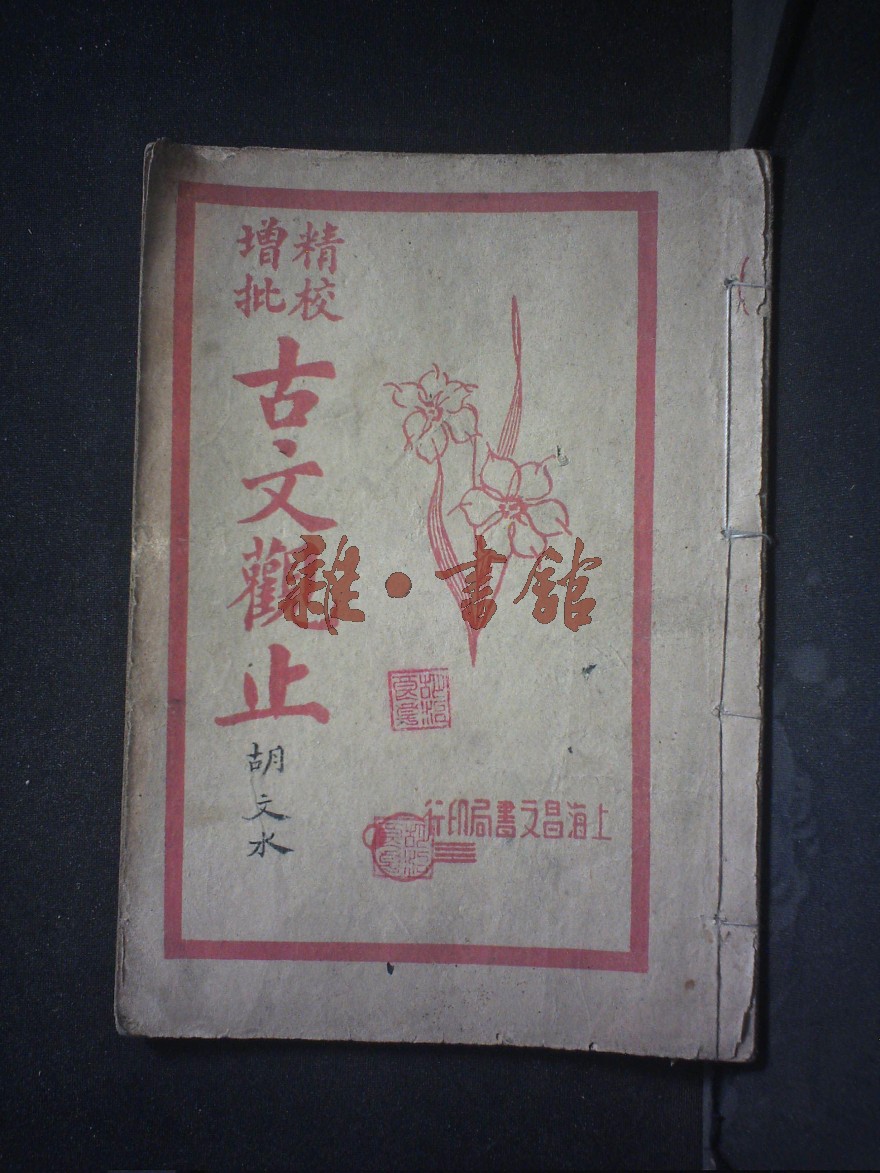 精校
增批
古文觀止
胡文水
上海昌文書局印行
雜·書館